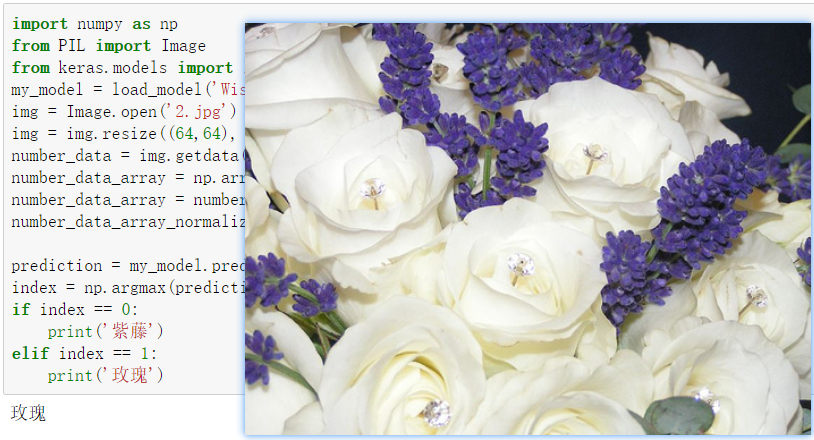 import numpy as np
from PIL import Image
from keras.models import
my_model = load_model('Wis
img = Image.open('2.jpg')
img = img.resize((64,64),
number_data = img.getdata(
number_data_array = np.arr
number_data_array = number
number_data_array_normaliz
prediction = my_model.pred
index = np.argmax(predicti
if index == 0:
    print('紫藤')
elif index == 1:
    print('玫瑰')
玫瑰